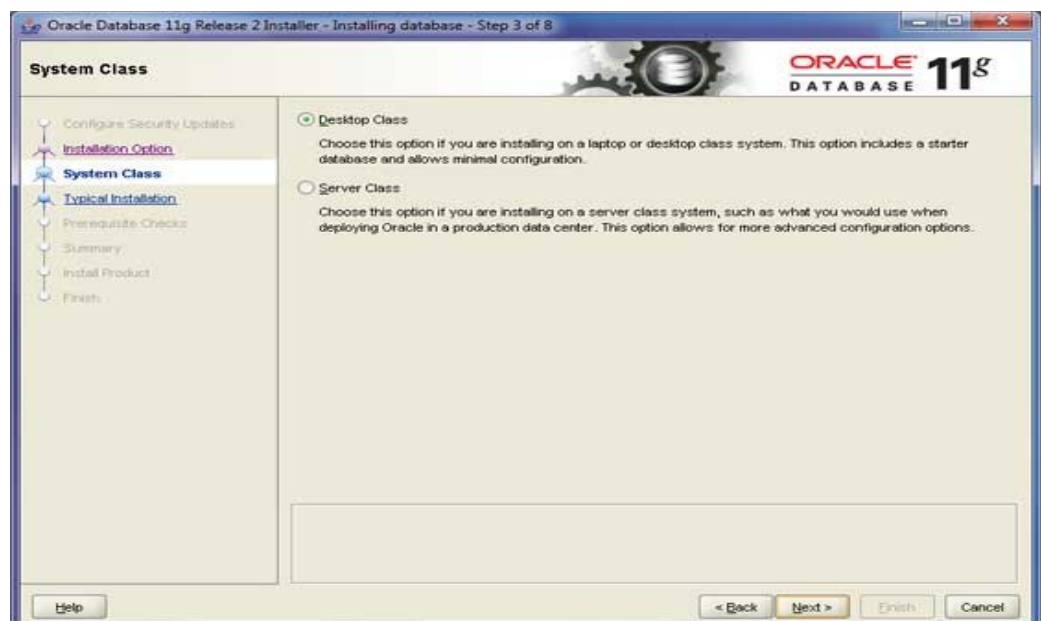 Oracle Database 11g Release 2 Installer - Installing database - Step 3 of 8
System Class
ORACLE
DATABASE
11g
Configure Security Updates
Installation Option
System Class
Typical Installation
Prerequisite Checks
Summary
Install Product
Finish
Desktop Class
Choose this option if you are installing on a laptop or desktop class system. This option includes a starter
database and allows minimal configuration.
Server Class
Choose this option if you are installing on a server class system, such as what you would use when
deploying Oracle in a production data center. This option allows for more advanced configuration options.
Help
< Back
Next >
Finish
Cancel